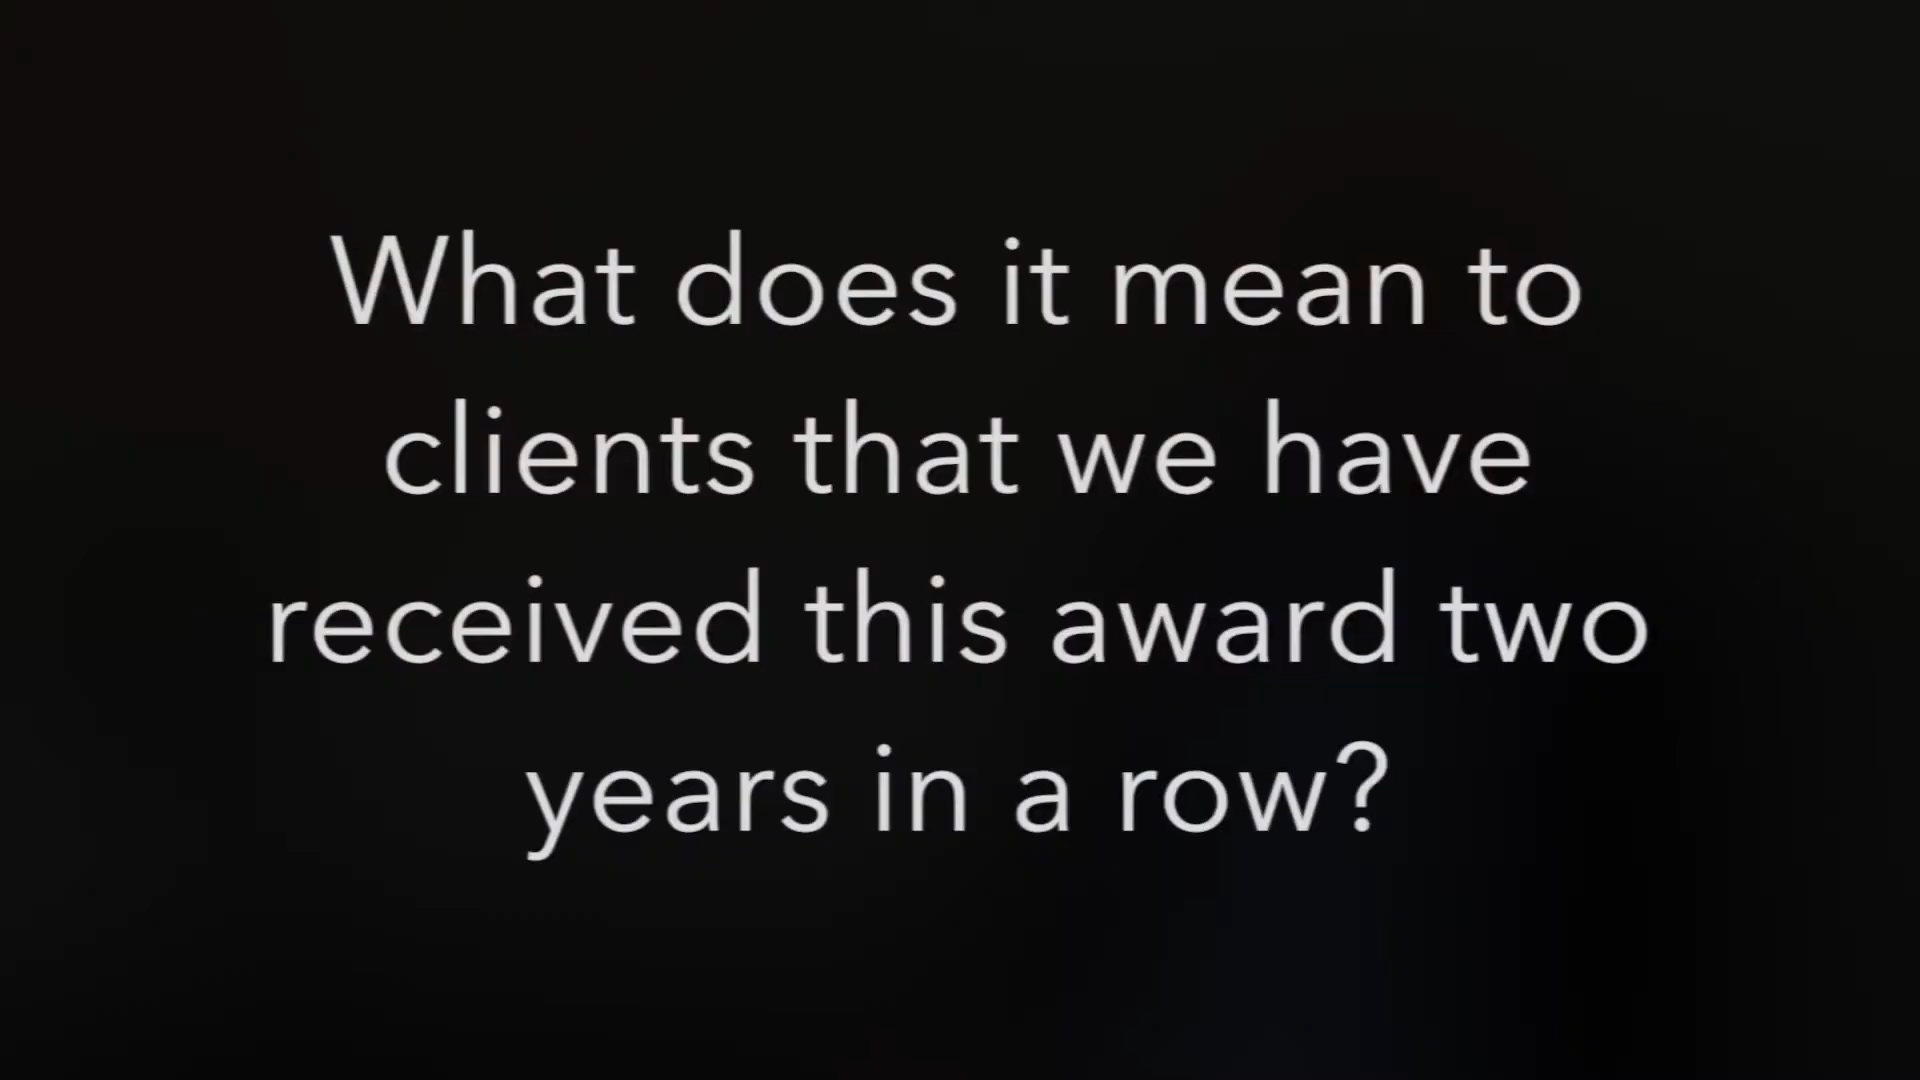 What does it mean to
clients that we have
received this award two
years in a row?